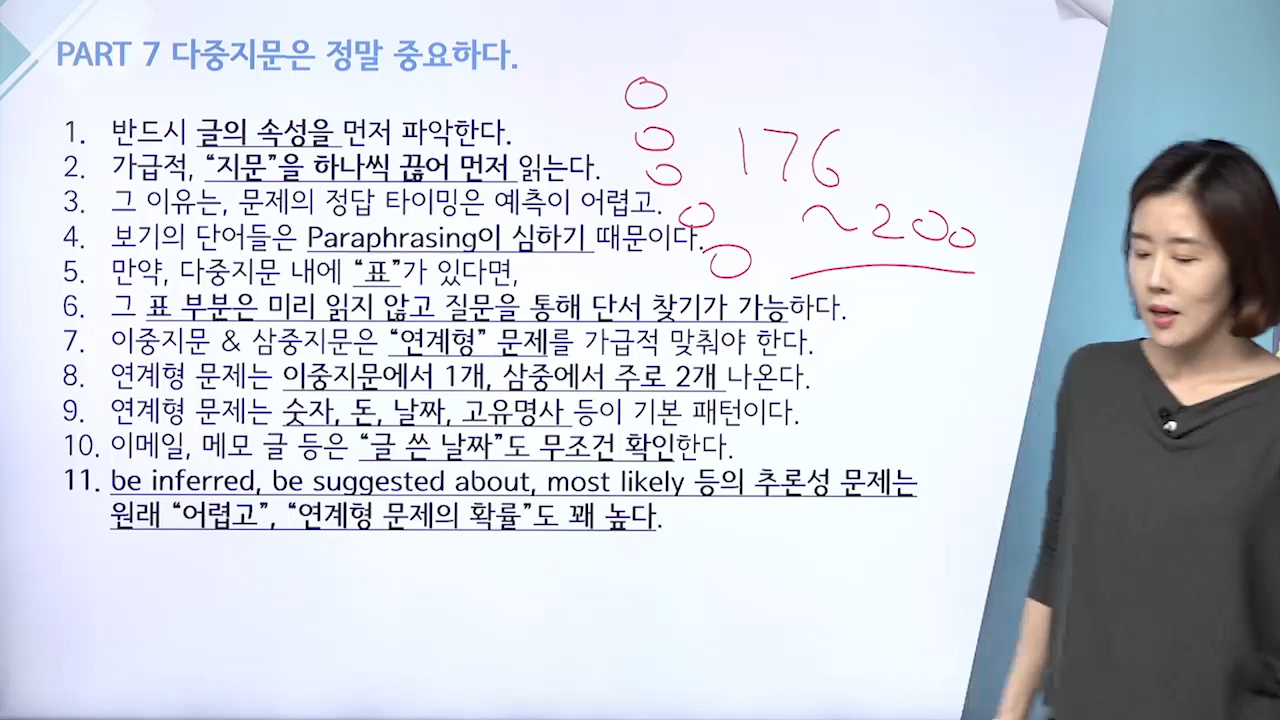 PART 7 다중지문은 정말 중요하다.
1. 반드시 글의 속성을 먼저 파악한다.
2. 가급적, “지문”을 하나씩 끊어 먼저 읽는다.
3. 그 이유는, 문제의 정답 타이밍은 예측이 어렵고.
4. 보기의 단어들은 Paraphrasing이 심하기 때문이다.
5. 만약, 다중지문 내에 “표”가 있다면,
6. 그 표 부분은 미리 읽지 않고 질문을 통해 단서 찾기가 가능하다.
7. 이중지문 & 삼중지문은 “연계형” 문제를 가급적 맞춰야 한다.
8. 연계형 문제는 이중지문에서 1개, 삼중에서 주로 2개 나온다.
9. 연계형 문제는 숫자, 돈, 날짜, 고유명사 등이 기본 패턴이다.
10. 이메일, 메모 글 등은 “글 쓴 날짜”도 무조건 확인한다.
11. be inferred, be suggested about, most likely 등의 추론성 문제는
원래 “어렵고”, “연계형 문제의 확률”도 꽤 높다.
176
~200